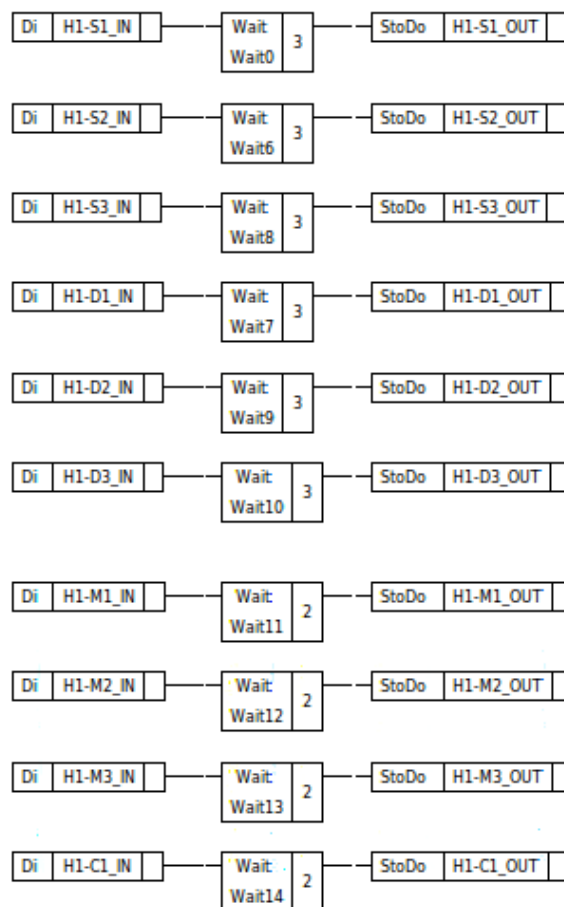 Di H1-S1_IN Wait 3 StoDo H1-S1_OUT
Wait0
Di H1-S2_IN Wait 3 StoDo H1-S2_OUT
Wait6
Di H1-S3_IN Wait 3 StoDo H1-S3_OUT
Wait8
Di H1-D1_IN Wait 3 StoDo H1-D1_OUT
Wait7
Di H1-D2_IN Wait 3 StoDo H1-D2_OUT
Wait9
Di H1-D3_IN Wait 3 StoDo H1-D3_OUT
Wait10
Di H1-M1_IN Wait 2 StoDo H1-M1_OUT
Wait11
Di H1-M2_IN Wait 2 StoDo H1-M2_OUT
Wait12
Di H1-M3_IN Wait 2 StoDo H1-M3_OUT
Wait13
Di H1-C1_IN Wait 2 StoDo H1-C1_OUT
Wait14